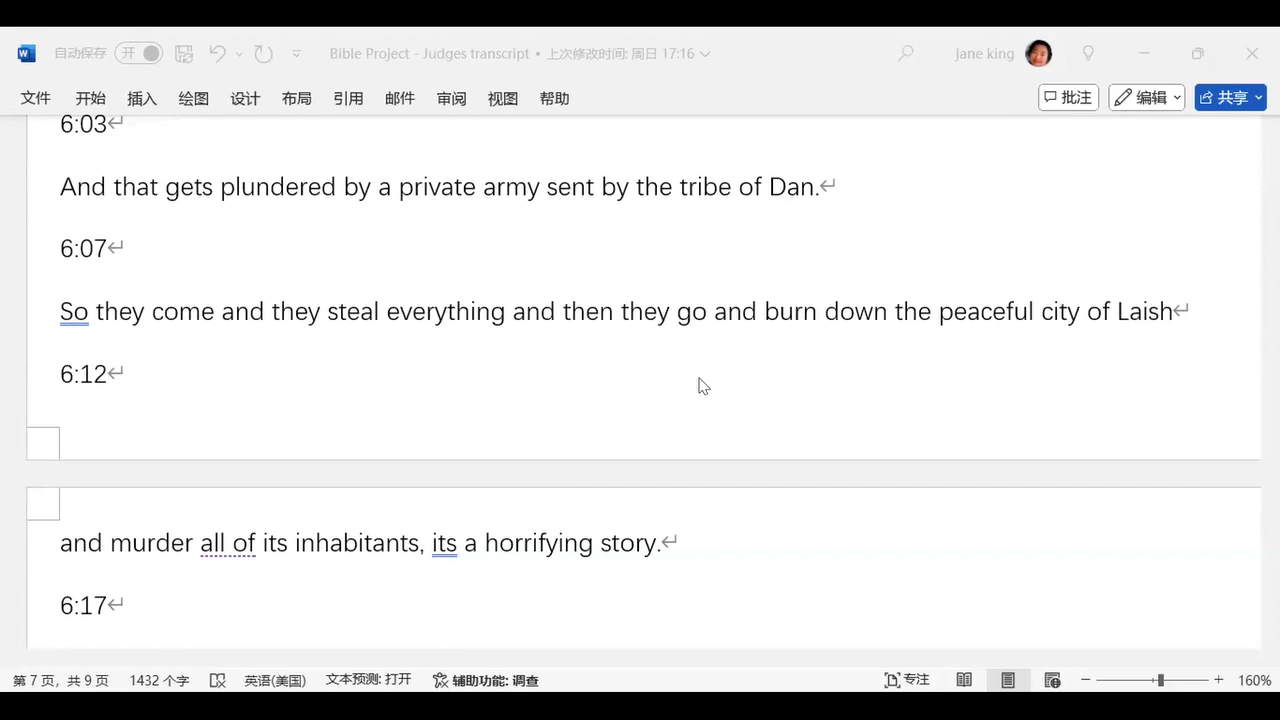 W 自动保存 开 Bible Project - Judges transcript • 上次修改时间: 周日 17:16 jane king
文件 开始 插入 绘图 设计 布局 引用 邮件 审阅 视图 帮助 批注 编辑 共享
6:03
And that gets plundered by a private army sent by the tribe of Dan.
6:07
So they come and they steal everything and then they go and burn down the peaceful city of Laish
6:12
and murder all of its inhabitants, its a horrifying story.
6:17
第 7 页，共 9 页 1432 个字 英语(美国) 文本预测: 打开 辅助功能: 调查 专注 160%